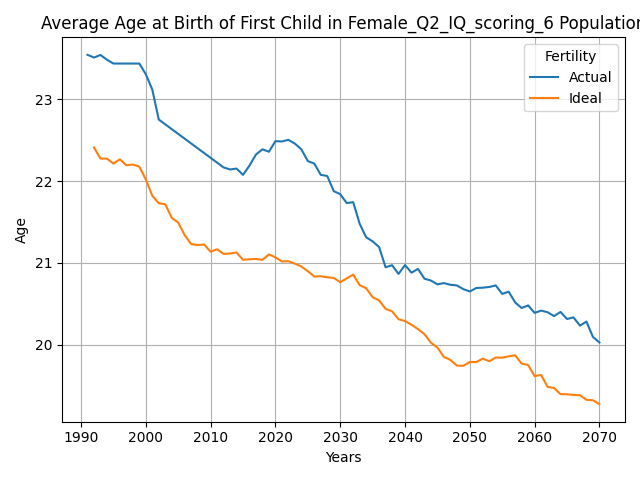 Average Age at Birth of First Child in Female_Q2_IQ_scoring_6 Population
Fertility
Actual
Ideal
Age
23
22
21
20
1990 2000 2010 2020 2030 2040 2050 2060 2070
Years